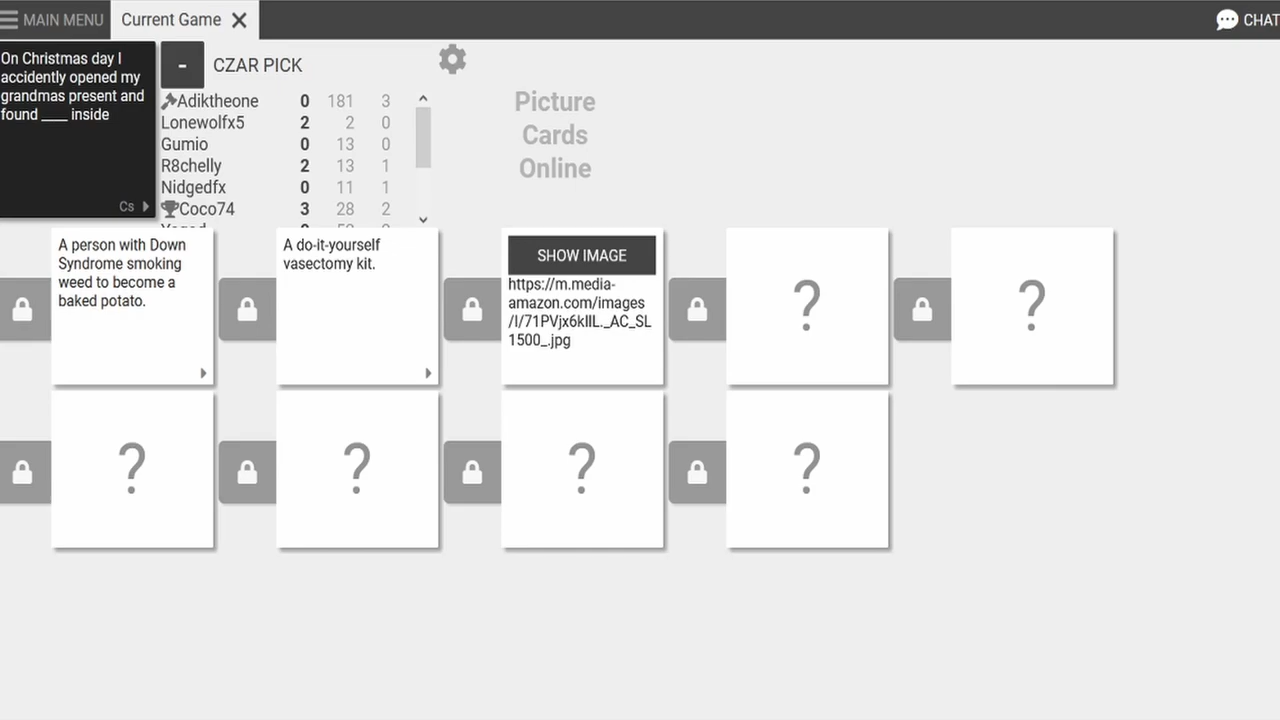 MAIN MENU
Current Game
CHAT
On Christmas day I
accidently opened my
grandmas present and
found ____ inside
Cs
-
CZAR PICK
Adiktheone 0 181 3
Lonewolfx5 2 2 0
Gumio 0 13 0
R8chelly 2 13 1
Nidgedfx 0 11 1
Coco74 3 28 2
Picture
Cards
Online
A person with Down
Syndrome smoking
weed to become a
baked potato.
A do-it-yourself
vasectomy kit.
SHOW IMAGE
https://m.media-
amazon.com/images
/I/71PVjx6kIlL._AC_SL
1500_.jpg
?
?
?
?
?
?